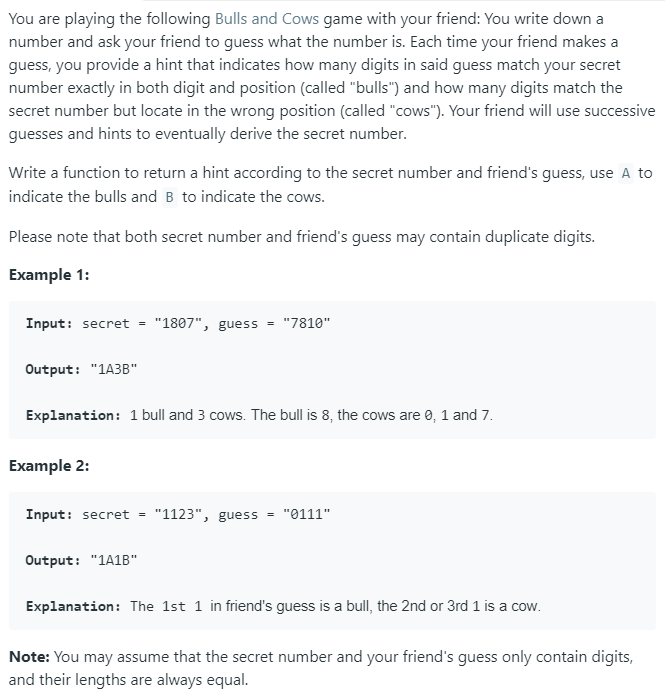 You are playing the following Bulls and Cows game with your friend: You write down a
number and ask your friend to guess what the number is. Each time your friend makes a
guess, you provide a hint that indicates how many digits in said guess match your secret
number exactly in both digit and position (called "bulls") and how many digits match the
secret number but locate in the wrong position (called "cows"). Your friend will use successive
guesses and hints to eventually derive the secret number.
Write a function to return a hint according to the secret number and friend's guess, use A to
indicate the bulls and B to indicate the cows.
Please note that both secret number and friend's guess may contain duplicate digits.
Example 1:
Input: secret = "1807", guess = "7810"
Output: "1A3B"
Explanation: 1 bull and 3 cows. The bull is 8, the cows are 0, 1 and 7.
Example 2:
Input: secret = "1123", guess = "0111"
Output: "1A1B"
Explanation: The 1st 1 in friend's guess is a bull, the 2nd or 3rd 1 is a cow.
Note: You may assume that the secret number and your friend's guess only contain digits,
and their lengths are always equal.